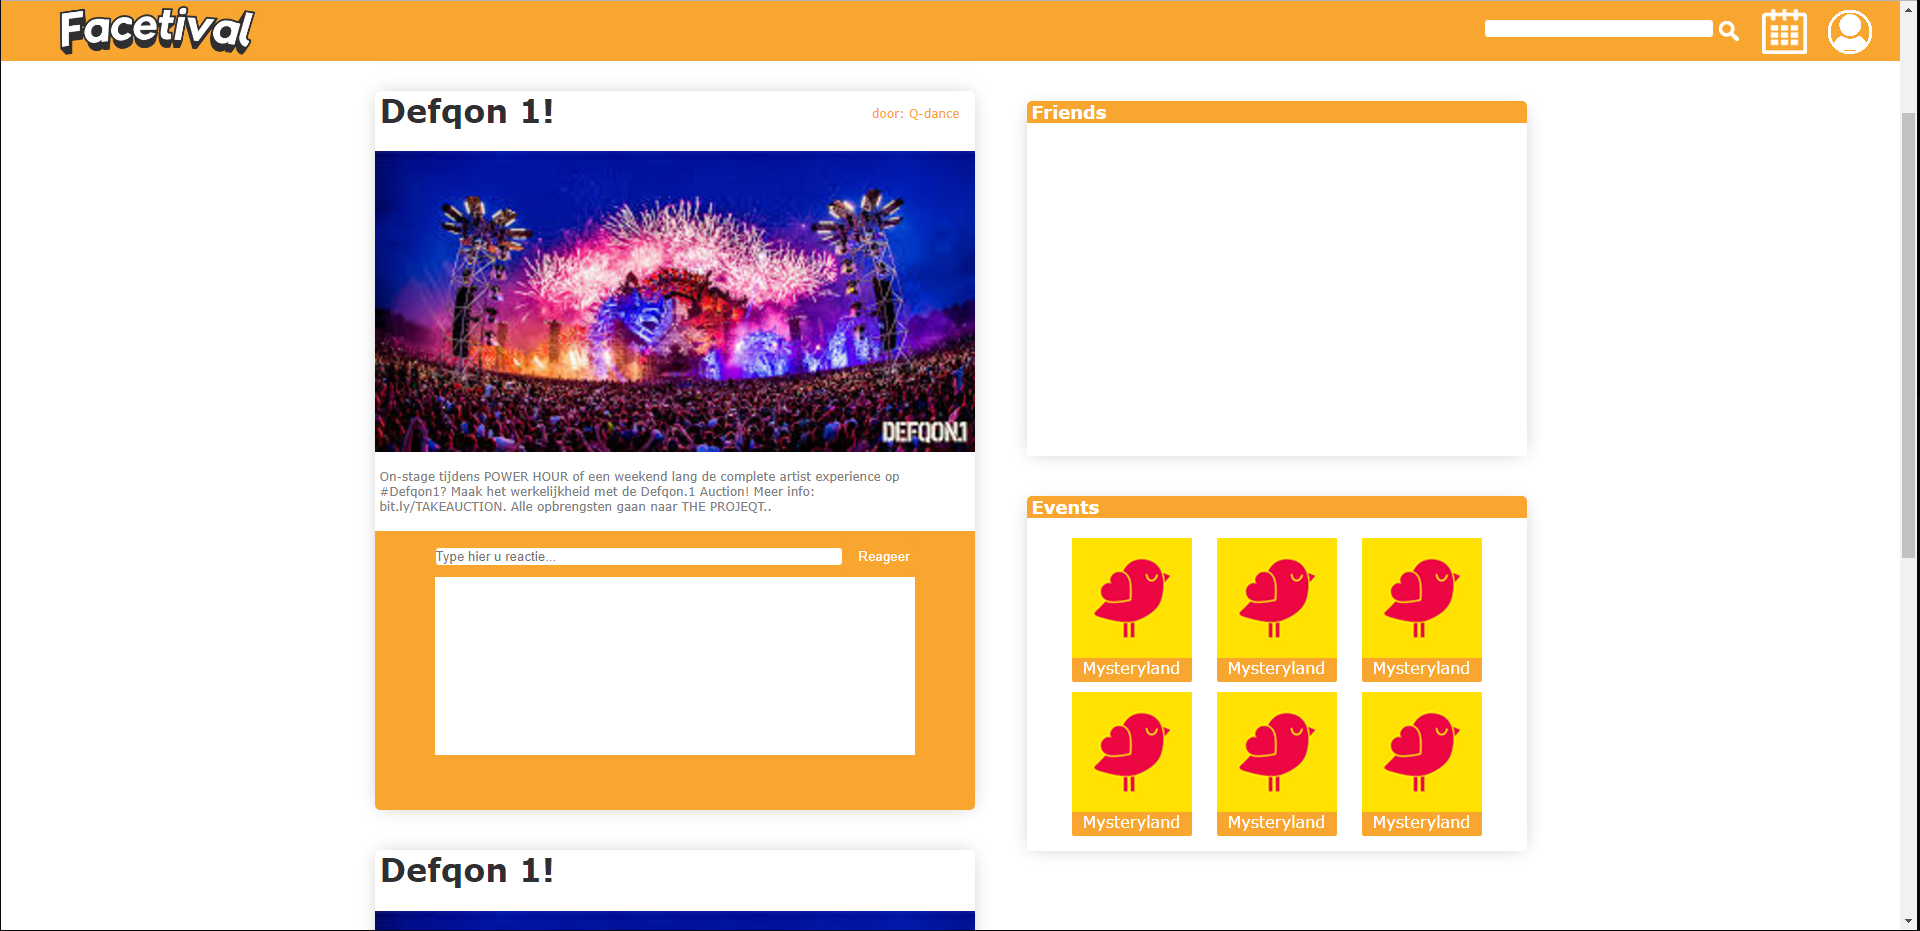 Facetival
Defqon 1!
door: Q-dance
DEFQON.1
On-stage tijdens POWER HOUR of een weekend lang de complete artist experience op
#Defqon1? Maak het werkelijkheid met de Defqon.1 Auction! Meer info:
bit.ly/TAKEAUCTION. Alle opbrengsten gaan naar THE PROJEQT..
Type hier u reactie...
Reageer
Defqon 1!
Friends
Events
Mysteryland
Mysteryland
Mysteryland
Mysteryland
Mysteryland
Mysteryland